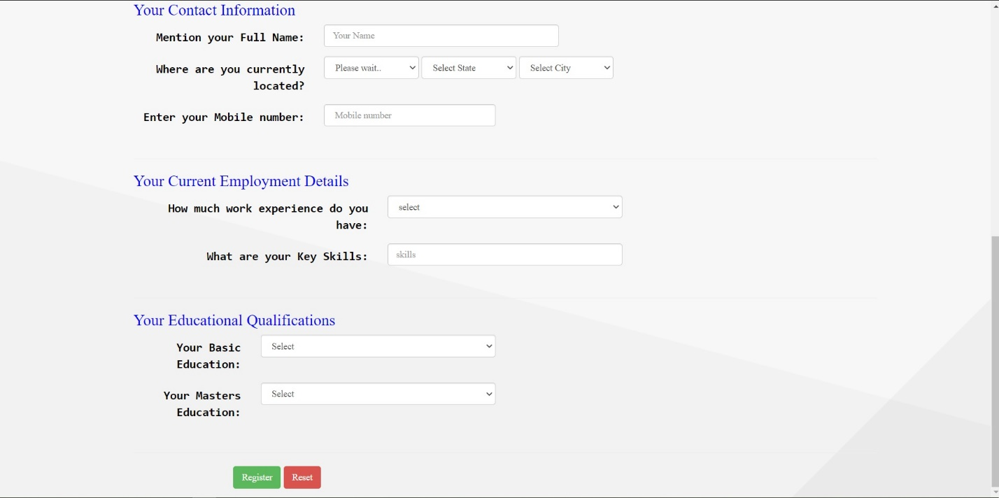 Your Contact Information
Mention your Full Name:
Your Name
Where are you currently
located?
Please wait..
Select State
Select City
Enter your Mobile number:
Mobile number
Your Current Employment Details
How much work experience do you
have:
select
What are your Key Skills:
skills
Your Educational Qualifications
Your Basic
Education:
Select
Your Masters
Education:
Select
Register
Reset